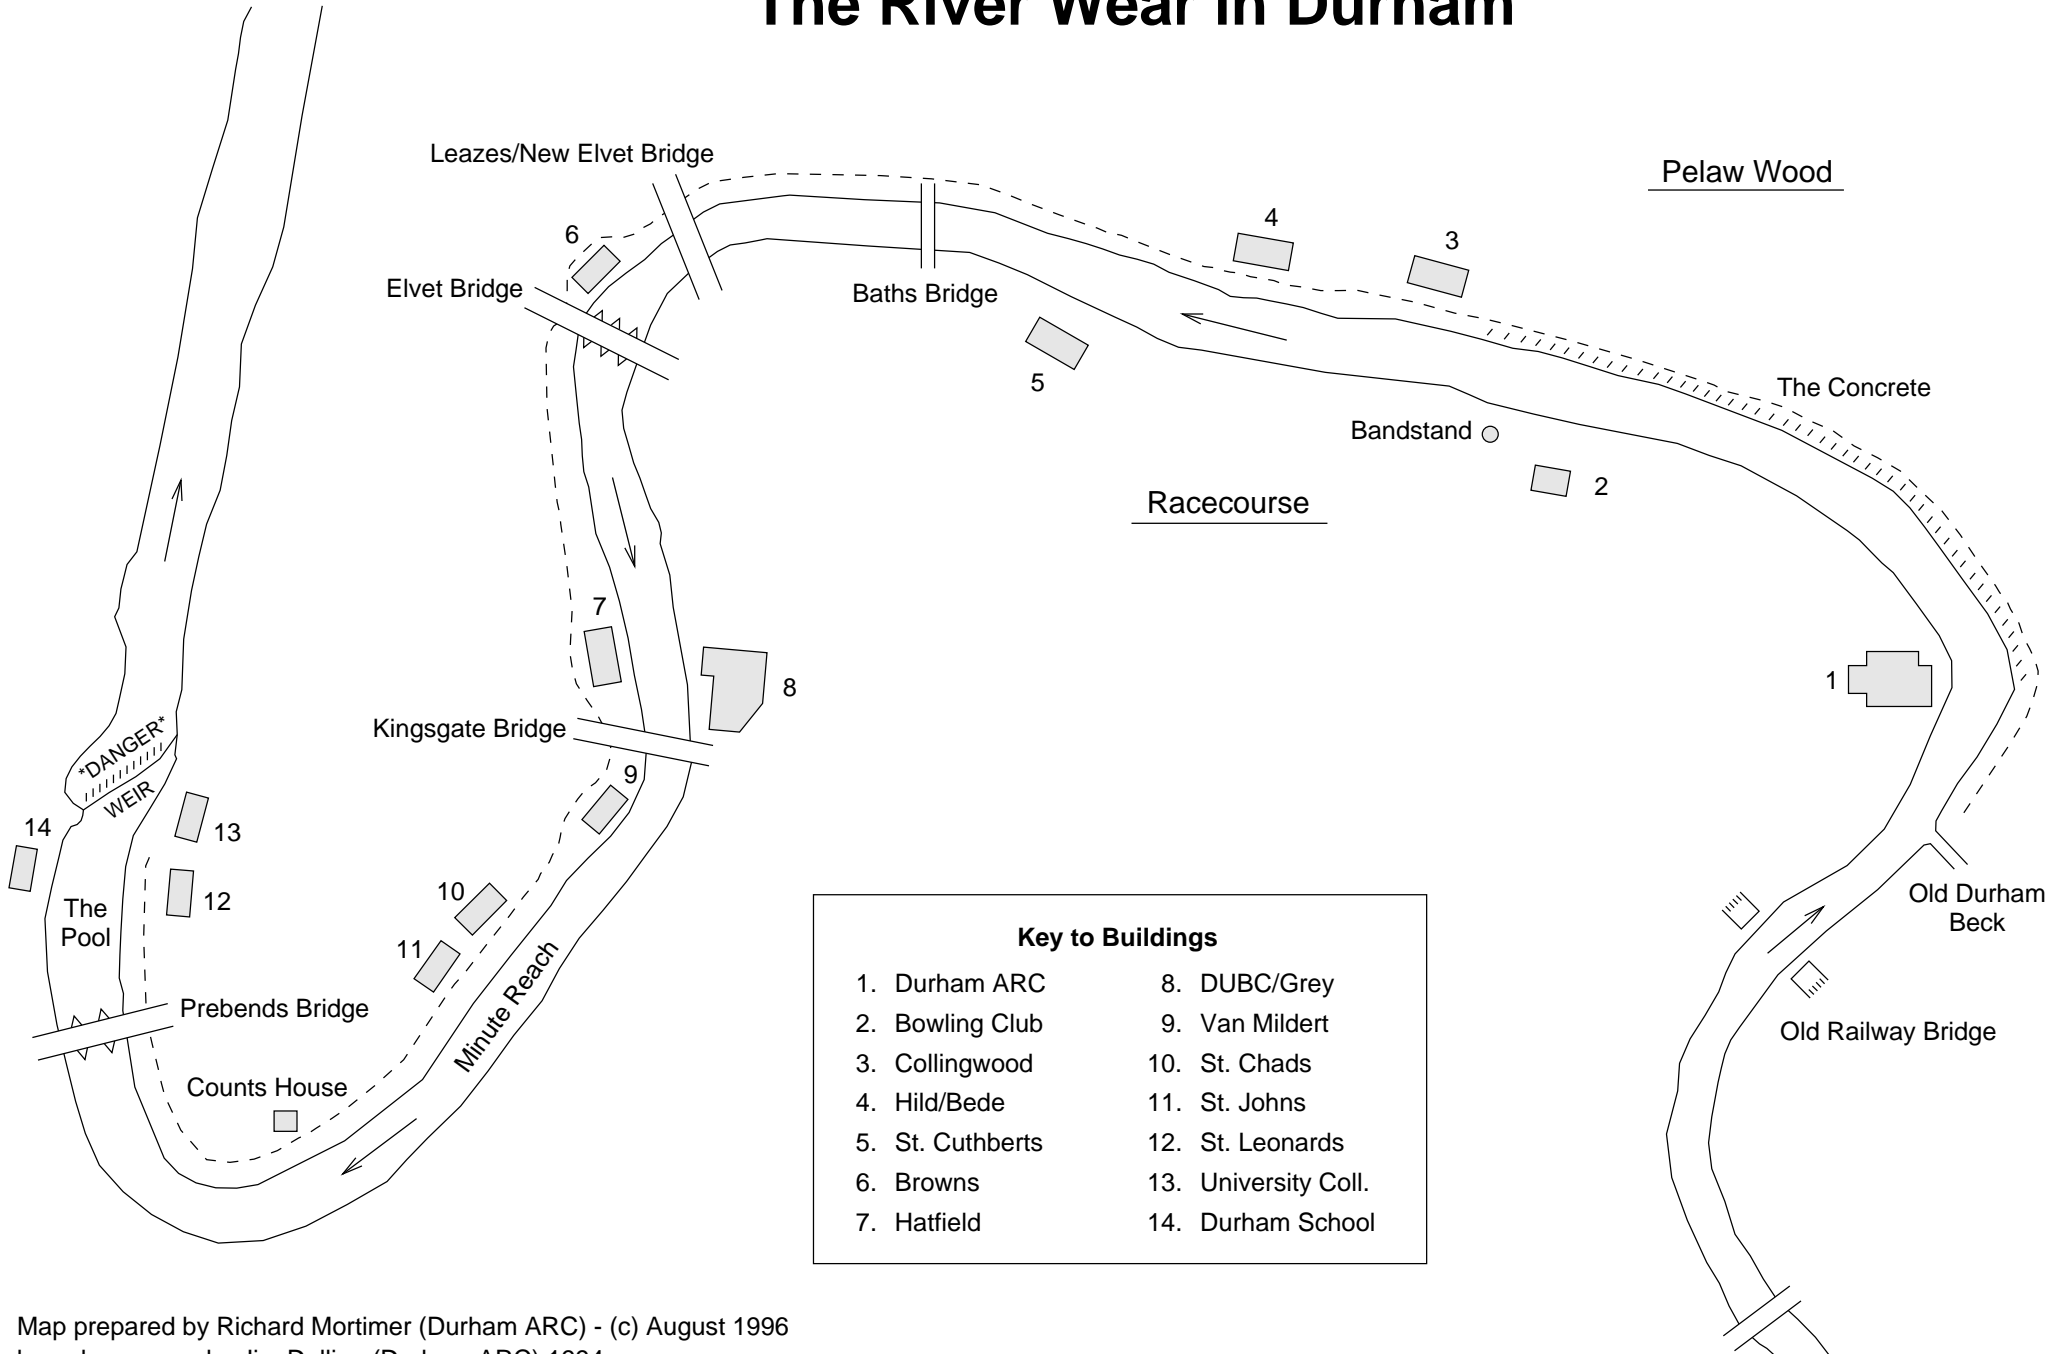 The River Wear in Durham
Leazes/New Elvet Bridge
Pelaw Wood
6
4
3
Elvet Bridge
Baths Bridge
5
The Concrete
Bandstand
2
Racecourse
7
1
8
Kingsgate Bridge
*DANGER*
WEIR
9
14
13
12
10
The
Pool
11
Minute Reach
Old Durham
Beck
Prebends Bridge
Old Railway Bridge
Counts House
Key to Buildings
1. Durham ARC
2. Bowling Club
3. Collingwood
4. Hild/Bede
5. St. Cuthberts
6. Browns
7. Hatfield
8. DUBC/Grey
9. Van Mildert
10. St. Chads
11. St. Johns
12. St. Leonards
13. University Coll.
14. Durham School
Map prepared by Richard Mortimer (Durham ARC) - (c) August 1996
(Durham ARC) 1994